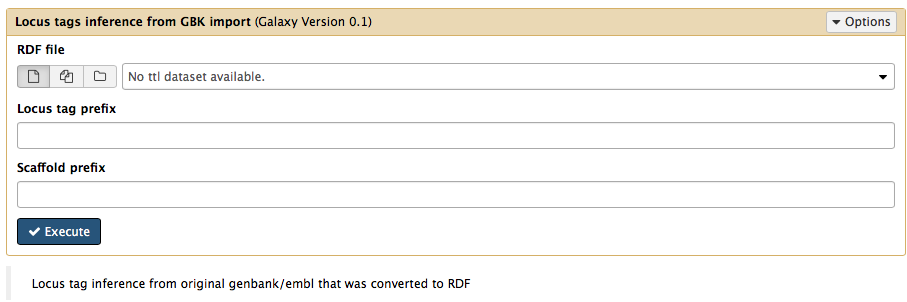 Locus tags inference from GBK import (Galaxy Version 0.1) Options
RDF file
No ttl dataset available.
Locus tag prefix
Scaffold prefix
Execute
Locus tag inference from original genbank/embl that was converted to RDF